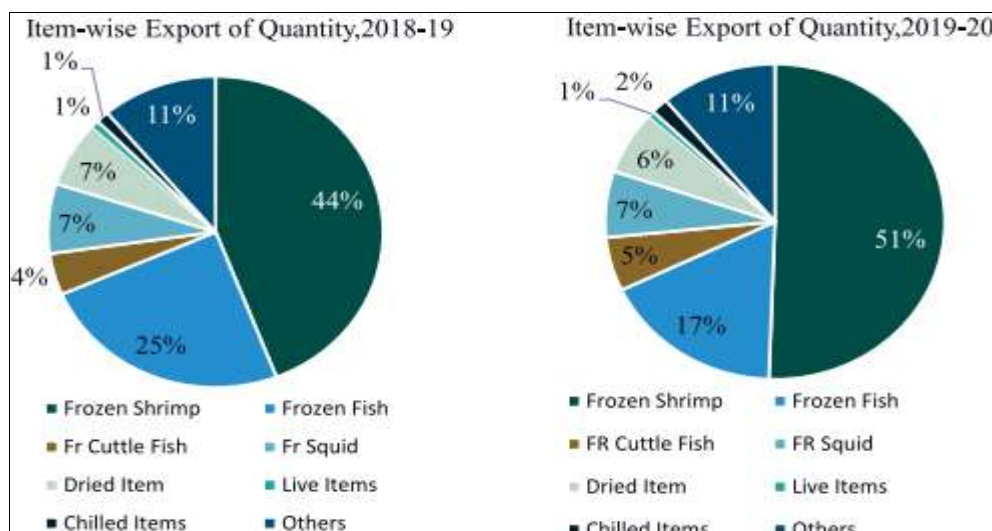 Item-wise Export of Quantity,2018-19
1%
1%
11%
7%
44%
7%
4%
25%
Frozen Shrimp
Frozen Fish
Fr Cuttle Fish
Fr Squid
Dried Item
Live Items
Chilled Items
Others
Item-wise Export of Quantity,2019-20
2%
1%
11%
6%
7%
51%
5%
17%
Frozen Shrimp
Frozen Fish
FR Cuttle Fish
FR Squid
Dried Item
Live Items
Chilled Items
Others